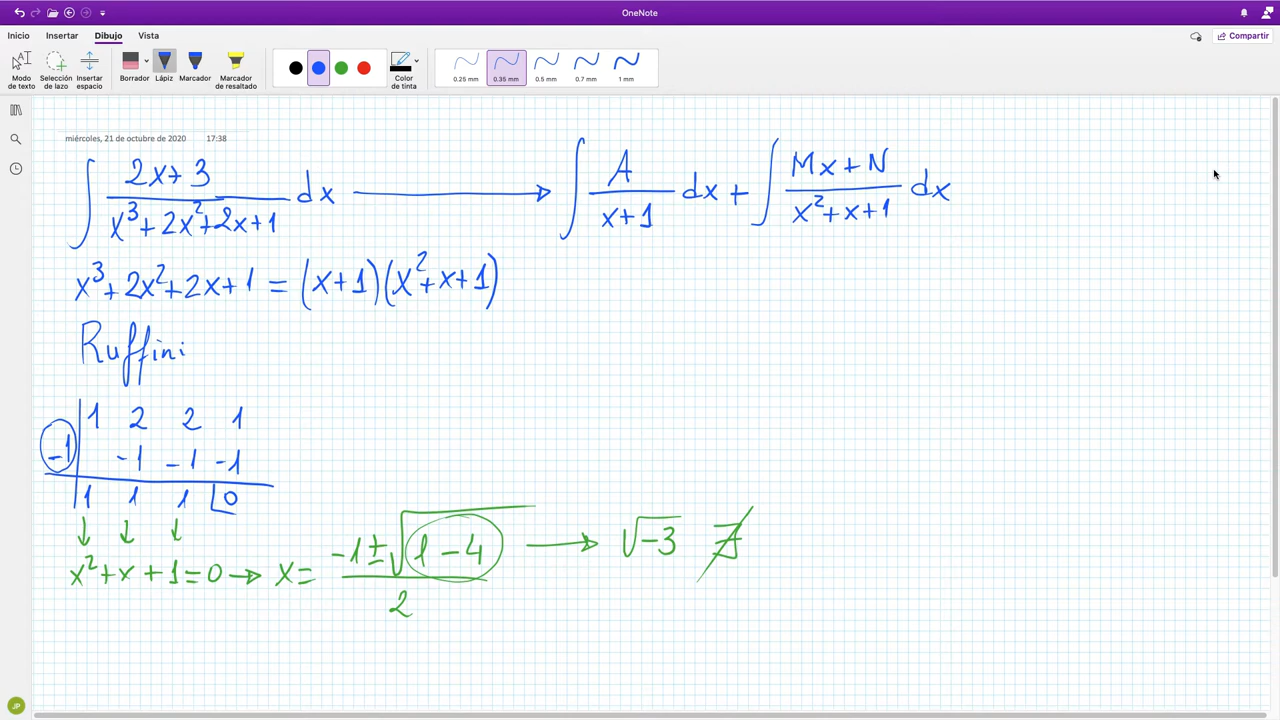 OneNote
Inicio Insertar Dibujo Vista
Compartir
Modo de texto
Selección de lazo
Insertar espacio
Borrador
Lápiz
Marcador
Marcador de resaltado
Color de tinta
0.25 mm 0.35 mm 0.5 mm 0.7 mm 1 mm
miércoles, 21 de octubre de 2020 17:38
∫ (2x+3)/(x³+2x²+2x+1) dx ⟶ ∫ A/(x+1) dx + ∫ (Mx+N)/(x²+x+1) dx
x³+2x²+2x+1 = (x+1)(x²+x+1)
Ruffini
1 2 2 1
-1 -1 -1 -1
1 1 1 0
↓ ↓ ↓
x²+x+1=0 → x= (-1±√(1-4))/2 ⟶ √-3 ∄
JP